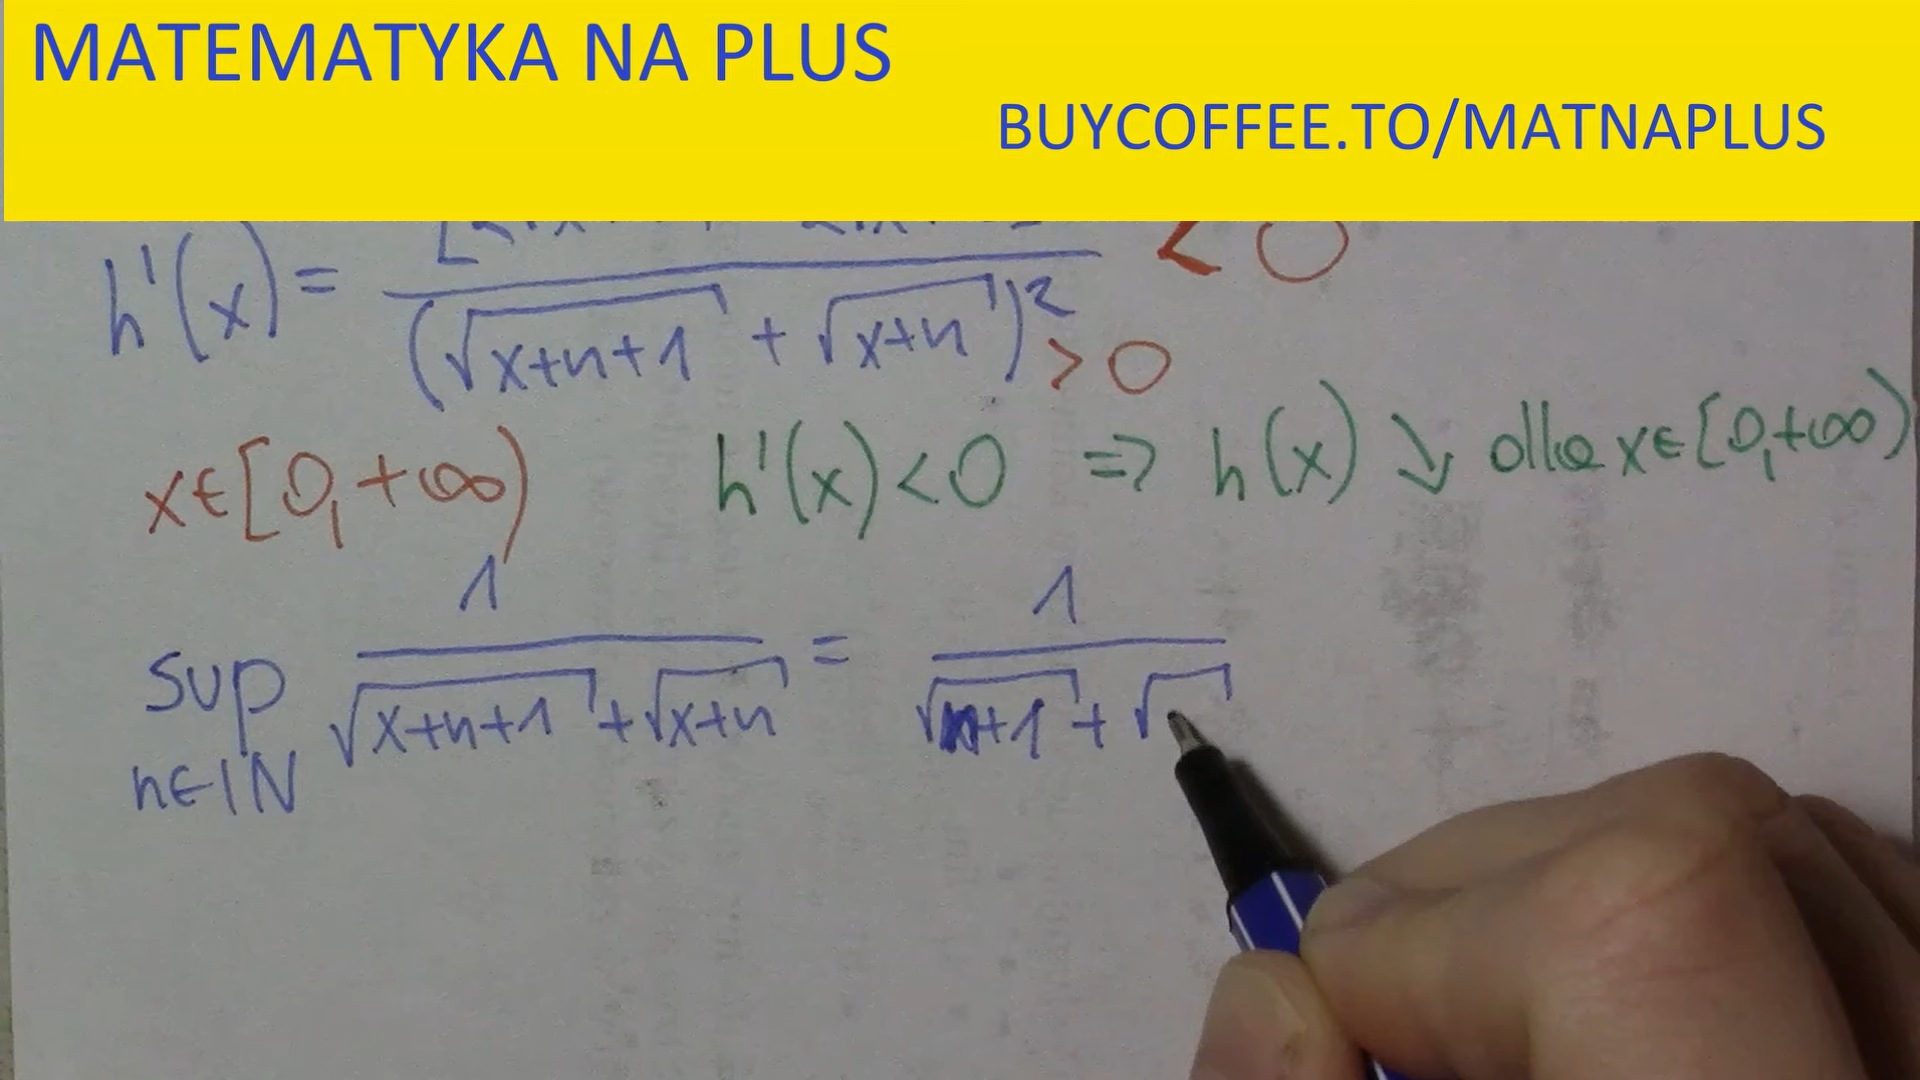 MATEMATYKA NA PLUS
BUYCOFFEE.TO/MATNAPLUS
h'(x) = < 0
(√x+n+1 + √x+n)² > 0
x∈[0,+∞) h'(x)<0 ⇒ h(x) ↘ dla x∈[0,+∞)
1 1
sup √x+n+1 + √x+n = √n+1 + √
n∈ℕ